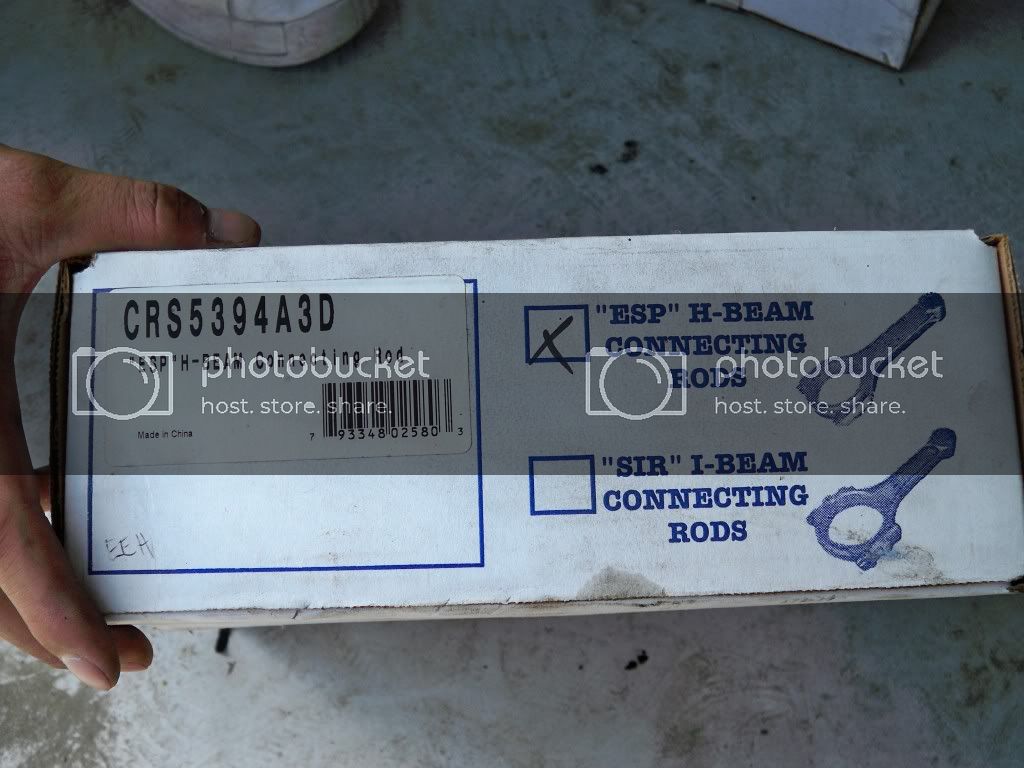 CRS5394A3D
"ESP"H-BEAM Connecting Rod
Made in China
7 93348 02580 3
EEH
"ESP" H-BEAM
CONNECTING
RODS
"SIR" I-BEAM
CONNECTING
RODS
photobucket
host. store. share.
photobucket
host. store. share.